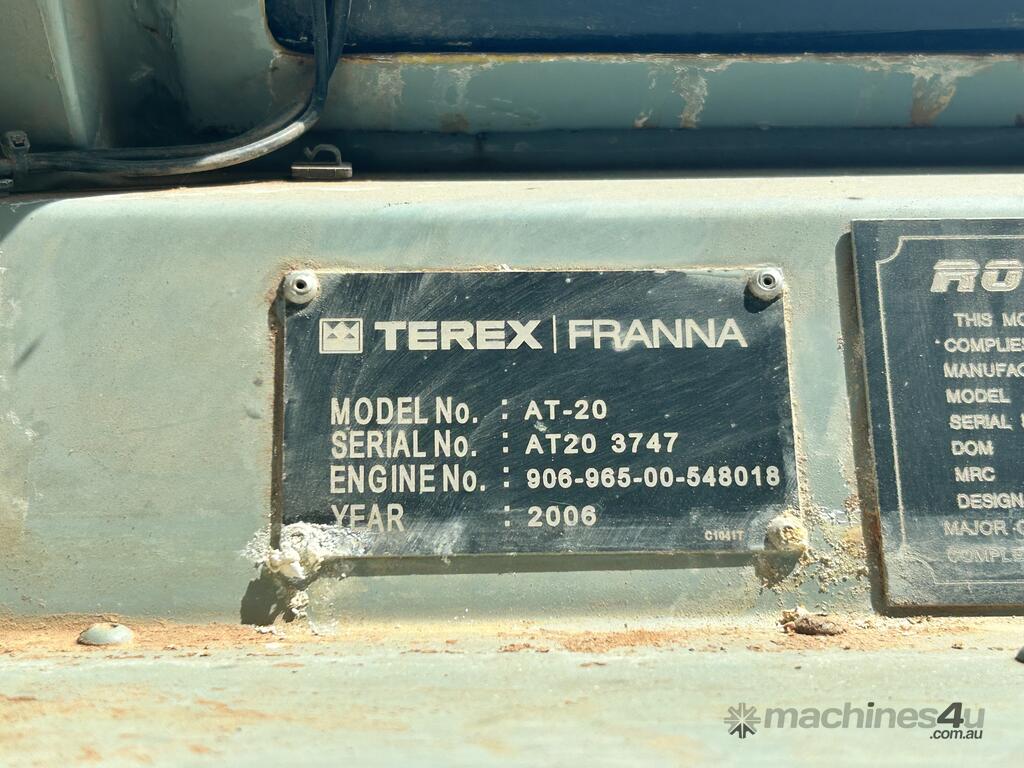 TEREX | FRANNA
MODEL No. : AT-20
SERIAL No. : AT20 3747
ENGINE No. : 906-965-00-548018
YEAR : 2006
C1041T
RO
THIS MO
COMPLIES
MANUFAC
MODEL
SERIAL
DOM
MRC
DESIGN
MAJOR C
COMPLE
machines4u
.com.au